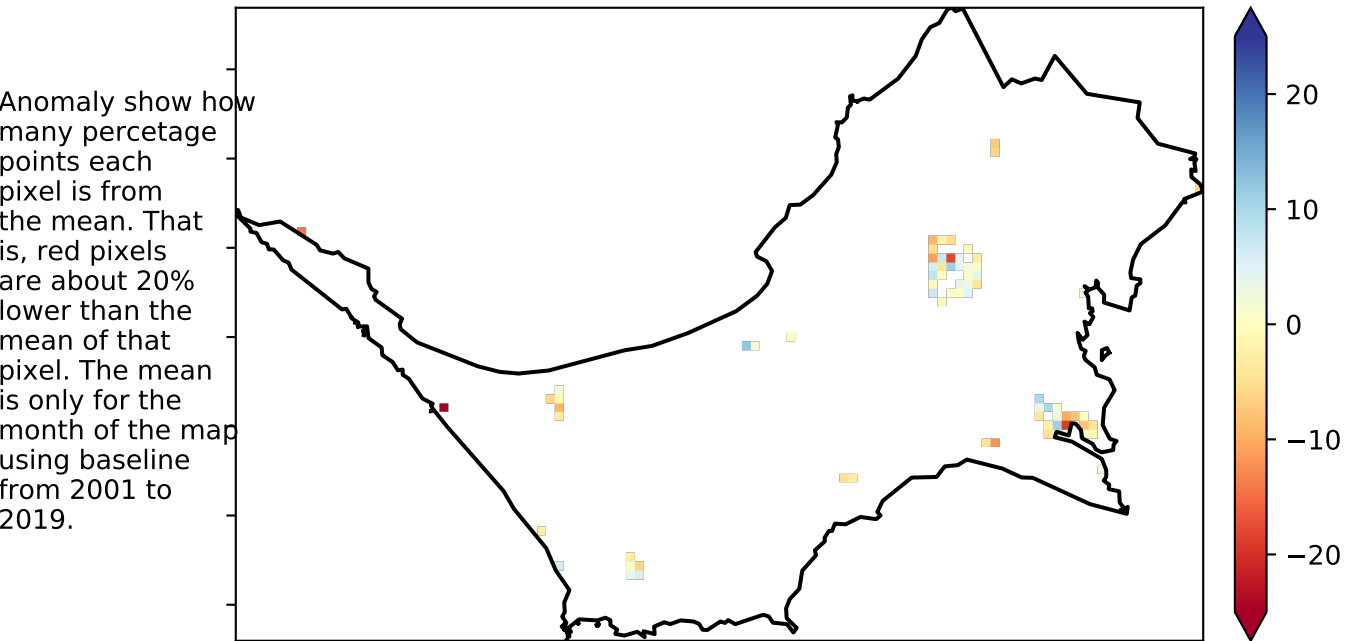 Anomaly show how
many percetage
points each
pixel is from
the mean. That
is, red pixels
are about 20%
lower than the
mean of that
pixel. The mean
is only for the
month of the map
using baseline
from 2001 to
2019.
20
10
0
−10
−20